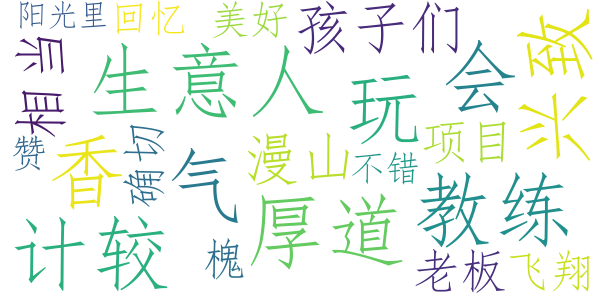 阳光里 回忆 美好 孩子们
相当 生意人 玩 会 兴致
赞 香 确切 气 漫山 不错 项目
计较 槐 厚道 教练
老板 飞翔